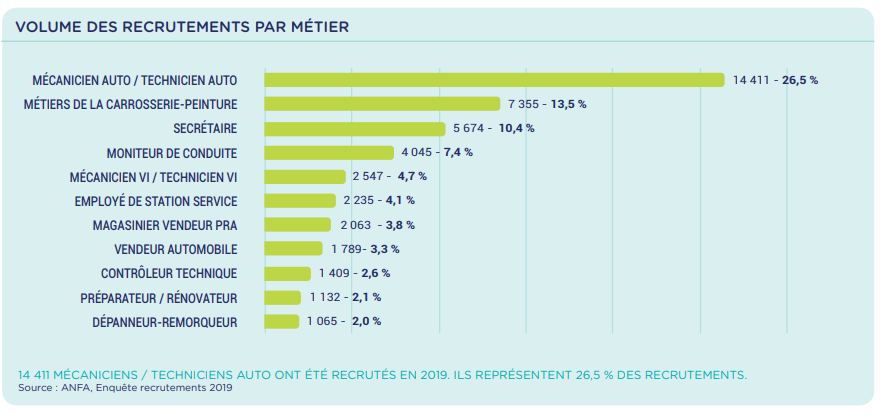 VOLUME DES RECRUTEMENTS PAR MÉTIER
MÉCANICIEN AUTO / TECHNICIEN AUTO 14 411 - 26,5 %
MÉTIERS DE LA CARROSSERIE-PEINTURE 7 355 - 13,5 %
SECRÉTAIRE 5 674 - 10,4 %
MONITEUR DE CONDUITE 4 045 - 7,4 %
MÉCANICIEN VI / TECHNICIEN VI 2 547 - 4,7 %
EMPLOYÉ DE STATION SERVICE 2 235 - 4,1 %
MAGASINIER VENDEUR PRA 2 063 - 3,8 %
VENDEUR AUTOMOBILE 1 789- 3,3 %
CONTRÔLEUR TECHNIQUE 1 409 - 2,6 %
PRÉPARATEUR / RÉNOVATEUR 1 132 - 2,1 %
DÉPANNEUR-REMORQUEUR 1 065 - 2,0 %
14 411 MÉCANICIENS / TECHNICIENS AUTO ONT ÉTÉ RECRUTÉS EN 2019. ILS REPRÉSENTENT 26,5 % DES RECRUTEMENTS.
Source : ANFA, Enquête recrutements 2019